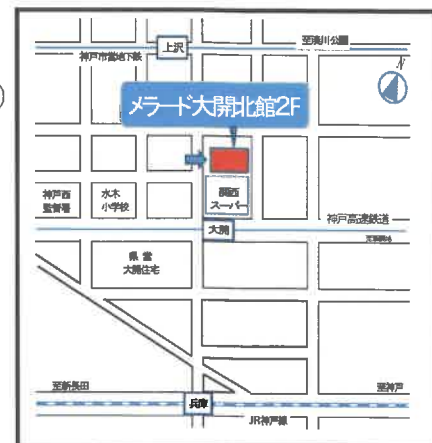 上沢
至湊川公園
神戸市営地下鉄
N
メラード大開北館2F
神戸西
監督署
水木
小学校
関西
スーパー
大開
神戸高速鉄道
県営
大開住宅
至新長田
兵庫
至神戸
JR神戸線